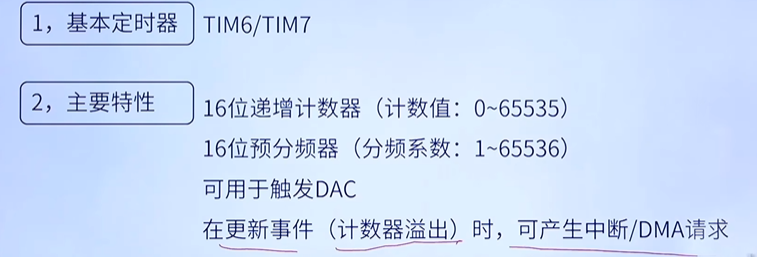 1，基本定时器 TIM6/TIM7
2，主要特性
16位递增计数器（计数值：0~65535）
16位预分频器（分频系数：1~65536）
可用于触发DAC
在更新事件（计数器溢出）时，可产生中断/DMA请求